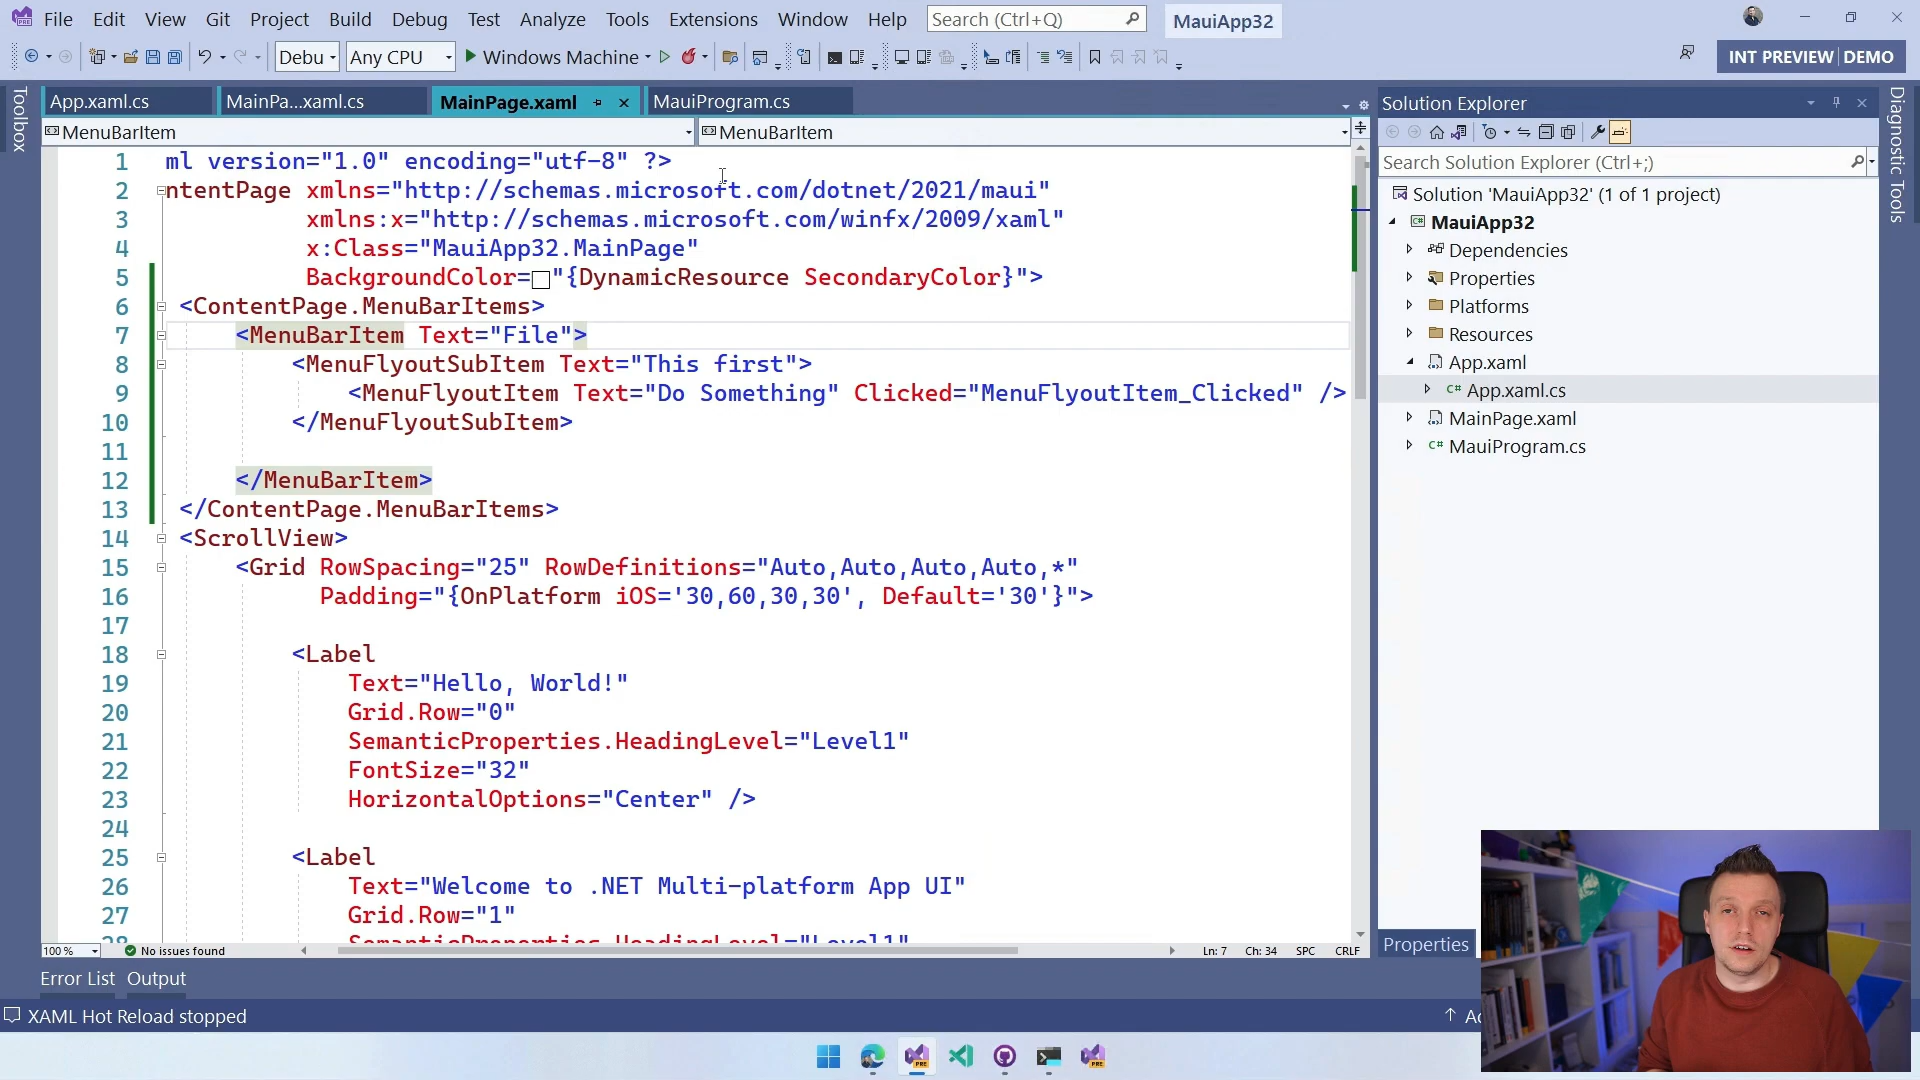 File Edit View Git Project Build Debug Test Analyze Tools Extensions Window Help Search (Ctrl+Q) MauiApp32
Debu Any CPU Windows Machine INT PREVIEW DEMO
Toolbox
App.xaml.cs MainPa...xaml.cs MainPage.xaml MauiProgram.cs
MenuBarItem MenuBarItem
1 ml version="1.0" encoding="utf-8" ?>
2 ntentPage xmlns="http://schemas.microsoft.com/dotnet/2021/maui"
3 xmlns:x="http://schemas.microsoft.com/winfx/2009/xaml"
4 x:Class="MauiApp32.MainPage"
5 BackgroundColor="{DynamicResource SecondaryColor}">
6 <ContentPage.MenuBarItems>
7 <MenuBarItem Text="File">
8 <MenuFlyoutSubItem Text="This first">
9 <MenuFlyoutItem Text="Do Something" Clicked="MenuFlyoutItem_Clicked" />
10 </MenuFlyoutSubItem>
11
12 </MenuBarItem>
13 </ContentPage.MenuBarItems>
14 <ScrollView>
15 <Grid RowSpacing="25" RowDefinitions="Auto,Auto,Auto,Auto,*"
16 Padding="{OnPlatform iOS='30,60,30,30', Default='30'}">
17
18 <Label
19 Text="Hello, World!"
20 Grid.Row="0"
21 SemanticProperties.HeadingLevel="Level1"
22 FontSize="32"
23 HorizontalOptions="Center" />
24
25 <Label
26 Text="Welcome to .NET Multi-platform App UI"
27 Grid.Row="1"
28 SemanticProperties.HeadingLevel="Level1"
100 % No issues found Ln: 7 Ch: 34 SPC CRLF
Error List Output
XAML Hot Reload stopped
Solution Explorer
Search Solution Explorer (Ctrl+;)
Solution 'MauiApp32' (1 of 1 project)
MauiApp32
Dependencies
Properties
Platforms
Resources
App.xaml
C# App.xaml.cs
MainPage.xaml
C# MauiProgram.cs
Properties
Diagnostic Tools